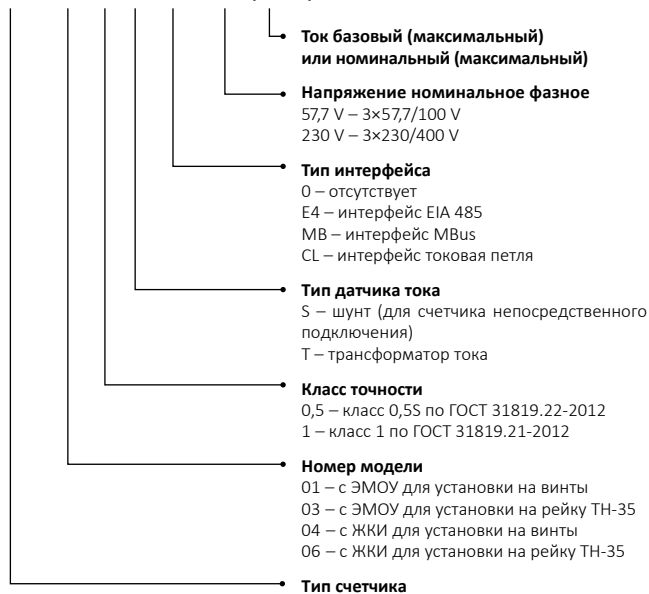 Ток базовый (максимальный)
или номинальный (максимальный)
Напряжение номинальное фазное
57,7 V – 3×57,7/100 V
230 V – 3×230/400 V
Тип интерфейса
0 – отсутствует
E4 – интерфейс EIA 485
MB – интерфейс MBus
CL – интерфейс токовая петля
Тип датчика тока
S – шунт (для счетчика непосредственного
подключения)
T – трансформатор тока
Класс точности
0,5 – класс 0,5S по ГОСТ 31819.22-2012
1 – класс 1 по ГОСТ 31819.21-2012
Номер модели
01 – с ЭМОУ для установки на винты
03 – с ЭМОУ для установки на рейку ТН-35
04 – с ЖКИ для установки на винты
06 – с ЖКИ для установки на рейку ТН-35
Тип счетчика